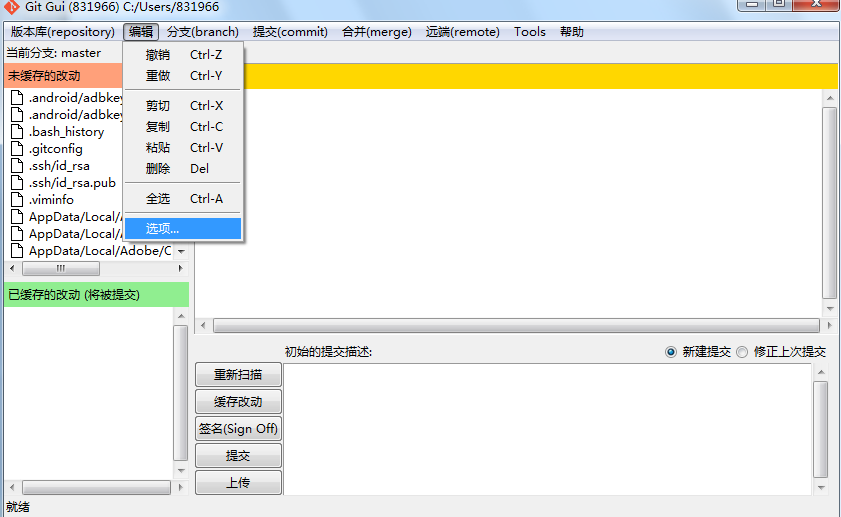 Git Gui (831966) C:/Users/831966
版本库(repository) 编辑 分支(branch) 提交(commit) 合并(merge) 远端(remote) Tools 帮助
当前分支: master
撤销 Ctrl-Z
重做 Ctrl-Y
剪切 Ctrl-X
复制 Ctrl-C
粘贴 Ctrl-V
删除 Del
全选 Ctrl-A
选项...
未缓存的改动
.android/adbkey
.android/adbkey
.bash_history
.gitconfig
.ssh/id_rsa
.ssh/id_rsa.pub
.viminfo
AppData/Local/
AppData/Local/
AppData/Local/Adobe/C
已缓存的改动 (将被提交)
初始的提交描述:
新建提交 修正上次提交
重新扫描
缓存改动
签名(Sign Off)
提交
上传
就绪